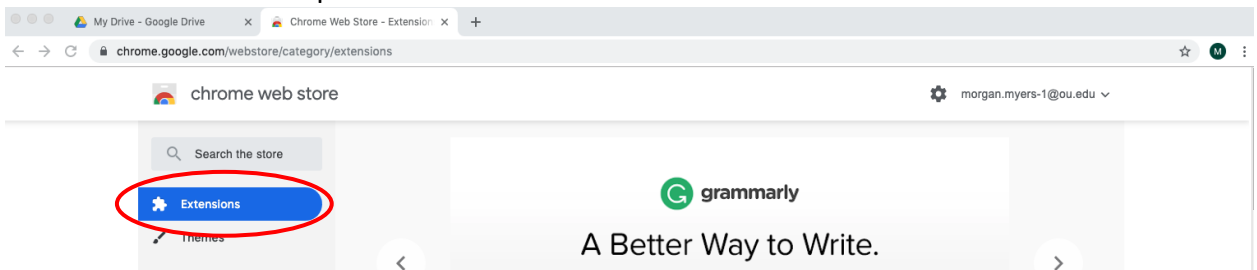 My Drive - Google Drive
Chrome Web Store - Extension
chrome.google.com/webstore/category/extensions
M
chrome web store
morgan.myers-1@ou.edu
Search the store
Extensions
Themes
G grammarly
A Better Way to Write.